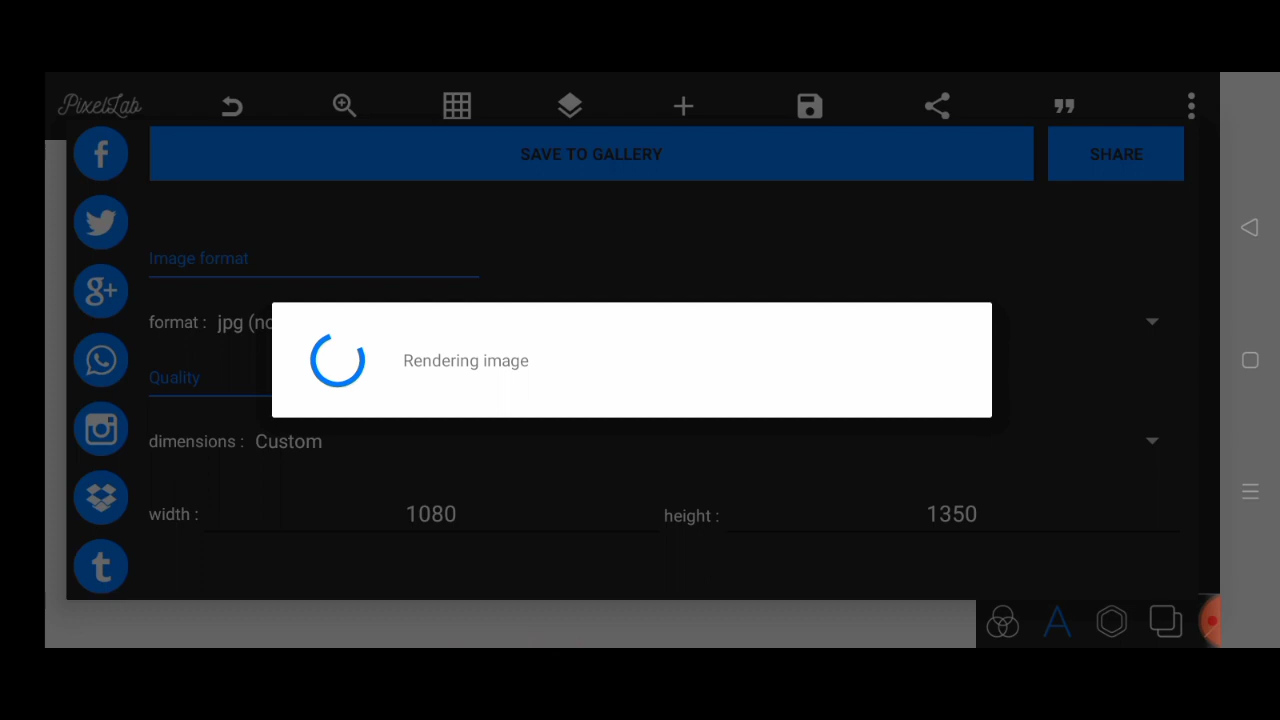 PixelLab
SAVE TO GALLERY
SHARE
Image format
format : jpg (no
Rendering image
Quality
dimensions : Custom
width : 1080 height : 1350